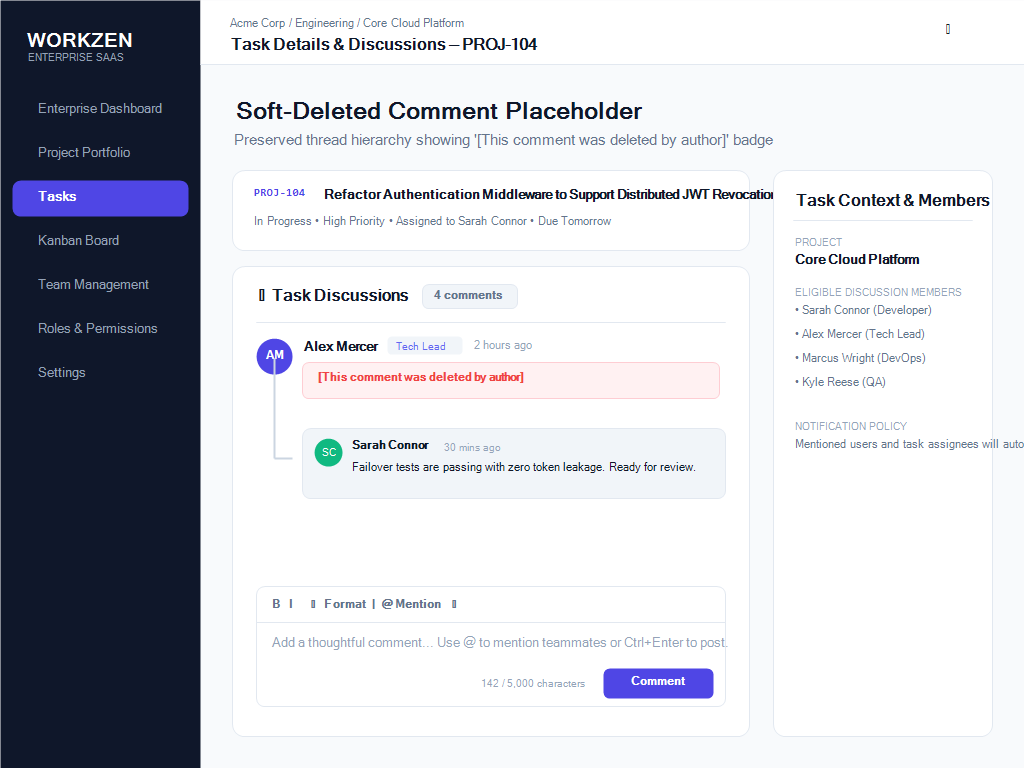 WORKZEN
ENTERPRISE SAAS
Enterprise Dashboard
Project Portfolio
Tasks
Kanban Board
Team Management
Roles & Permissions
Settings
Acme Corp / Engineering / Core Cloud Platform
Task Details & Discussions – PROJ-104
Soft-Deleted Comment Placeholder
Preserved thread hierarchy showing '[This comment was deleted by author]' badge
PROJ-104 Refactor Authentication Middleware to Support Distributed JWT Revocation
In Progress • High Priority • Assigned to Sarah Connor • Due Tomorrow
Task Discussions 4 comments
AM Alex Mercer Tech Lead 2 hours ago
[This comment was deleted by author]
SC Sarah Connor 30 mins ago
Failover tests are passing with zero token leakage. Ready for review.
B I Format | @ Mention
Add a thoughtful comment... Use @ to mention teammates or Ctrl+Enter to post.
142 / 5,000 characters Comment
Task Context & Members
PROJECT
Core Cloud Platform
ELIGIBLE DISCUSSION MEMBERS
• Sarah Connor (Developer)
• Alex Mercer (Tech Lead)
• Marcus Wright (DevOps)
• Kyle Reese (QA)
NOTIFICATION POLICY
Mentioned users and task assignees will auto